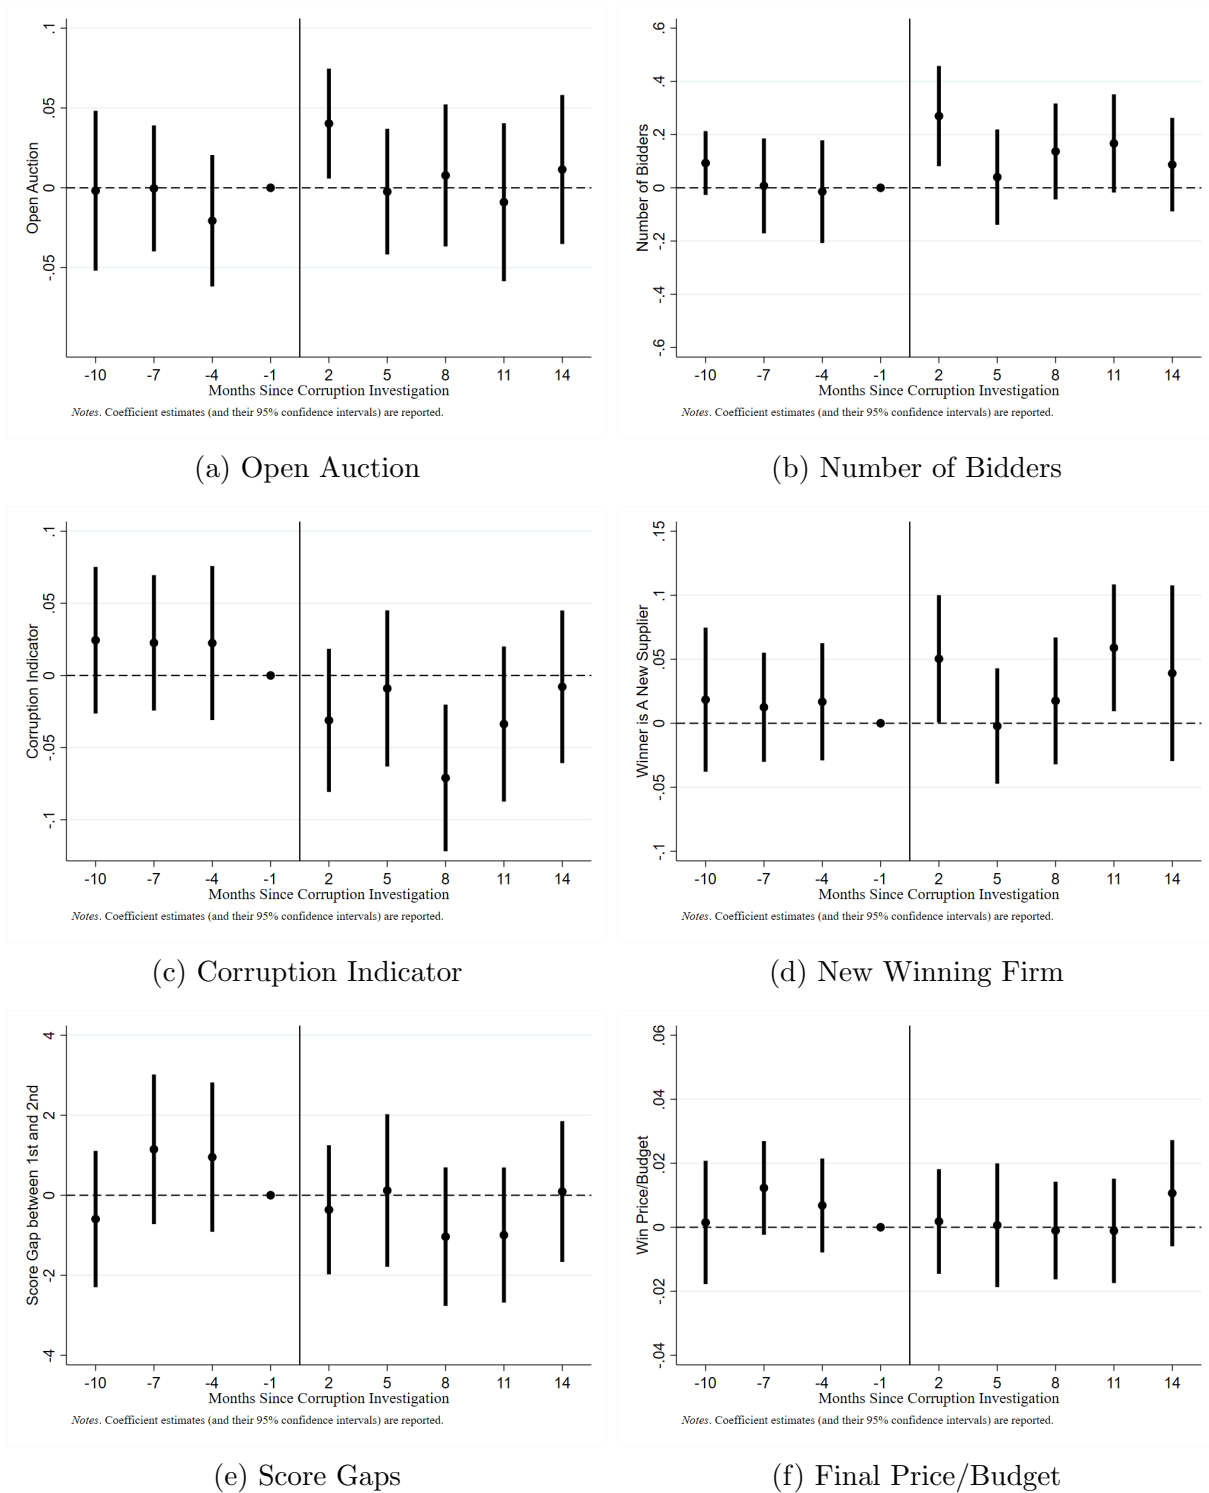 .1
.05
0
-.05
Open Auction
-10 -7 -4 -1 2 5 8 11 14
Months Since Corruption Investigation
Notes. Coefficient estimates (and their 95% confidence intervals) are reported.
(a) Open Auction
.6
.4
.2
0
-.2
-.4
-.6
Number of Bidders
-10 -7 -4 -1 2 5 8 11 14
Months Since Corruption Investigation
Notes. Coefficient estimates (and their 95% confidence intervals) are reported.
(b) Number of Bidders
.1
.05
0
-.05
-.1
Corruption Indicator
-10 -7 -4 -1 2 5 8 11 14
Months Since Corruption Investigation
Notes. Coefficient estimates (and their 95% confidence intervals) are reported.
(c) Corruption Indicator
.15
.1
.05
0
-.05
-.1
Winner is A New Supplier
-10 -7 -4 -1 2 5 8 11 14
Months Since Corruption Investigation
Notes. Coefficient estimates (and their 95% confidence intervals) are reported.
(d) New Winning Firm
4
2
0
-2
-4
Score Gap between 1st and 2nd
-10 -7 -4 -1 2 5 8 11 14
Months Since Corruption Investigation
Notes. Coefficient estimates (and their 95% confidence intervals) are reported.
(e) Score Gaps
.06
.04
.02
0
-.02
-.04
Win Price/Budget
-10 -7 -4 -1 2 5 8 11 14
Months Since Corruption Investigation
Notes. Coefficient estimates (and their 95% confidence intervals) are reported.
(f) Final Price/Budget